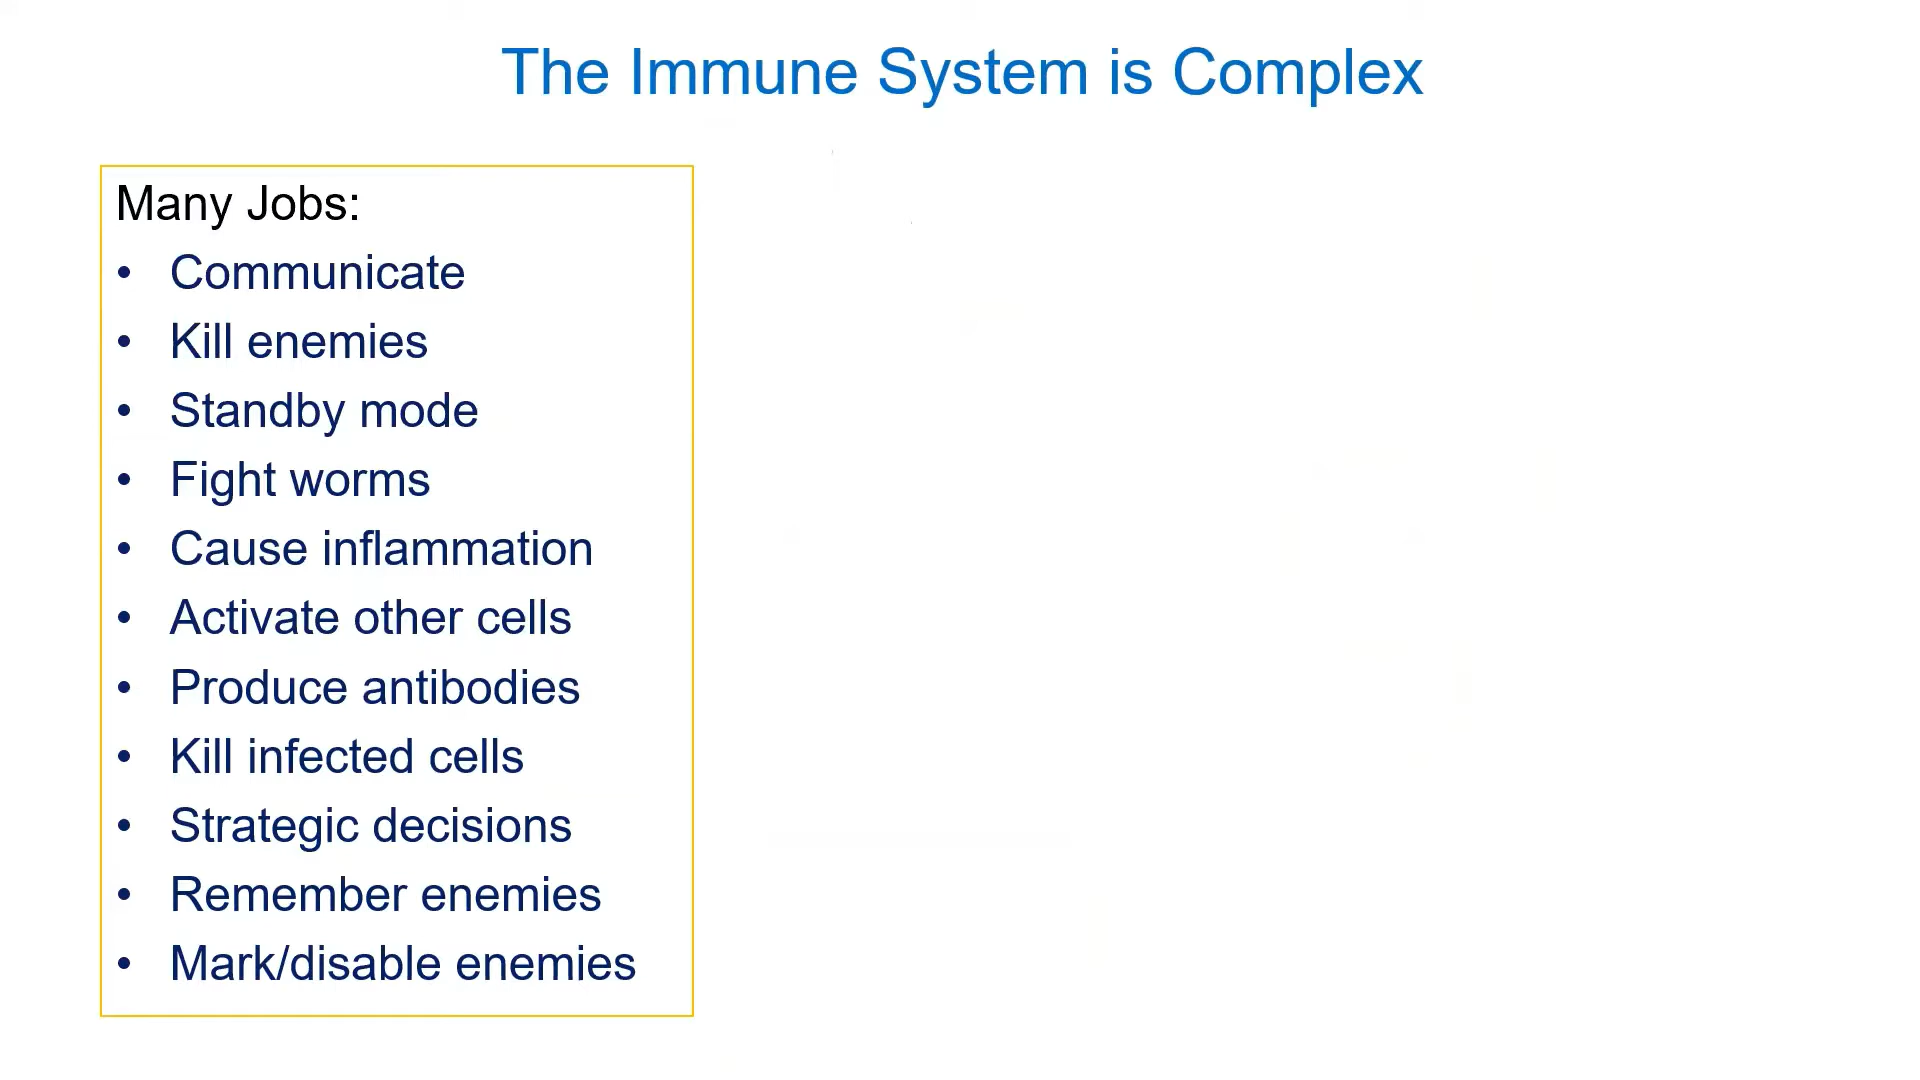 The Immune System is Complex
Many Jobs:
• Communicate
• Kill enemies
• Standby mode
• Fight worms
• Cause inflammation
• Activate other cells
• Produce antibodies
• Kill infected cells
• Strategic decisions
• Remember enemies
• Mark/disable enemies